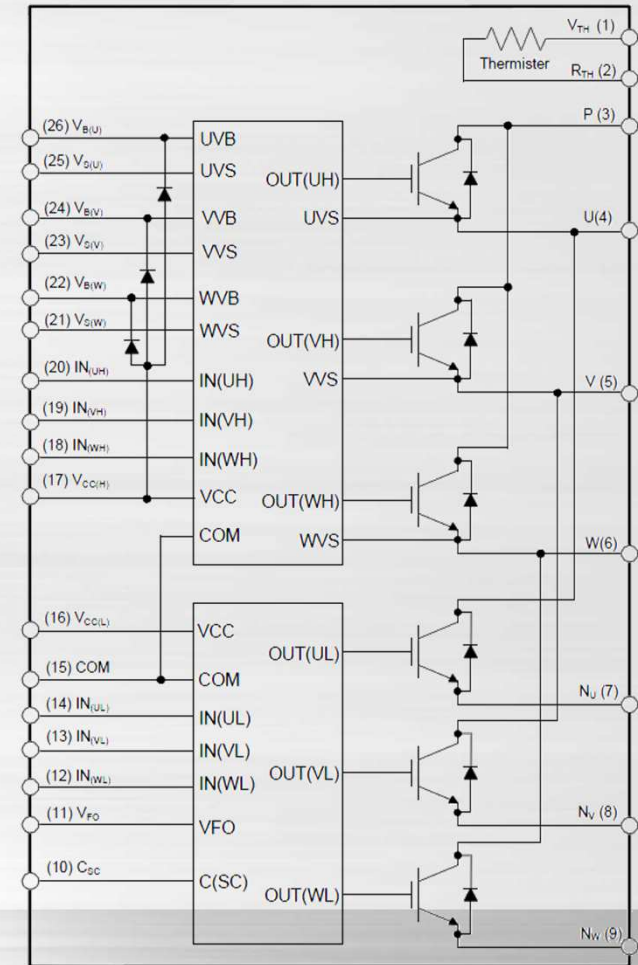 V_TH (1)
Thermister
R_TH (2)
P (3)
U(4)
V (5)
W(6)
N_U (7)
N_V (8)
N_W (9)
(26) V_B(U)
(25) V_S(U)
(24) V_B(V)
(23) V_S(V)
(22) V_B(W)
(21) V_S(W)
(20) IN_(UH)
(19) IN_(VH)
(18) IN_(WH)
(17) V_CC(H)
(16) V_CC(L)
(15) COM
(14) IN_(UL)
(13) IN_(VL)
(12) IN_(WL)
(11) V_FO
(10) C_SC
UVB
UVS
VVB
VVS
WVB
WVS
IN(UH)
IN(VH)
IN(WH)
VCC
COM
OUT(UH)
UVS
OUT(VH)
VVS
OUT(WH)
WVS
VCC
COM
IN(UL)
IN(VL)
IN(WL)
VFO
C(SC)
OUT(UL)
OUT(VL)
OUT(WL)